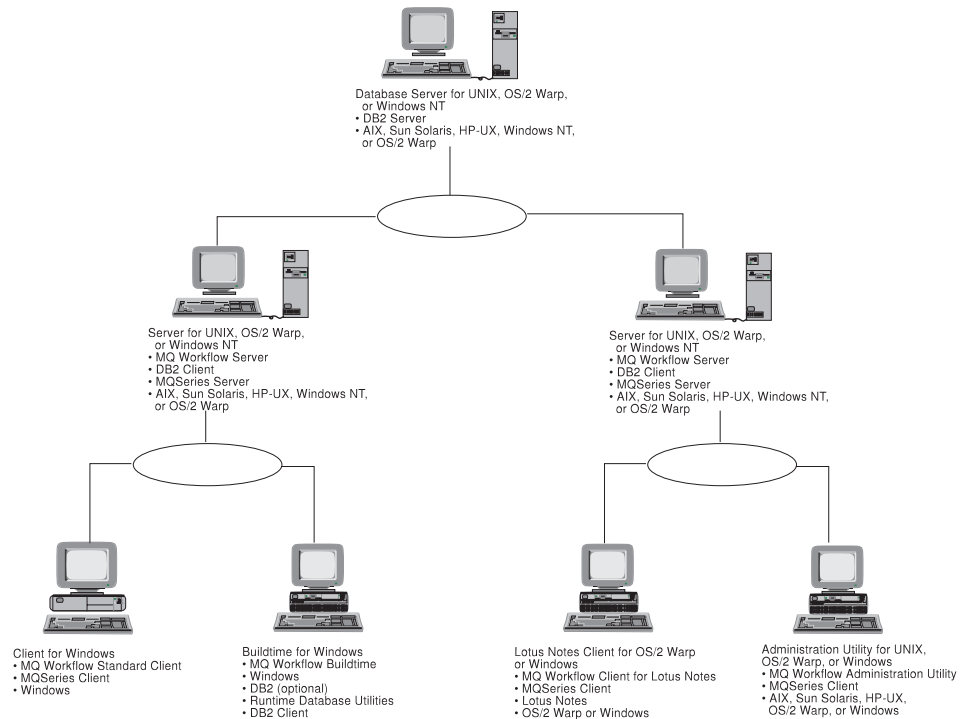 Database Server for UNIX, OS/2 Warp,
or Windows NT
• DB2 Server
• AIX, Sun Solaris, HP-UX, Windows NT,
or OS/2 Warp
Server for UNIX, OS/2 Warp,
or Windows NT
• MQ Workflow Server
• DB2 Client
• MQSeries Server
• AIX, Sun Solaris, HP-UX, Windows NT,
or OS/2 Warp
Server for UNIX, OS/2 Warp,
or Windows NT
• MQ Workflow Server
• DB2 Client
• MQSeries Server
• AIX, Sun Solaris, HP-UX, Windows NT,
or OS/2 Warp
Client for Windows
• MQ Workflow Standard Client
• MQSeries Client
• Windows
Buildtime for Windows
• MQ Workflow Buildtime
• Windows
• DB2 (optional)
• Runtime Database Utilities
• DB2 Client
Lotus Notes Client for OS/2 Warp
or Windows
• MQ Workflow Client for Lotus Notes
• MQSeries Client
• Lotus Notes
• OS/2 Warp or Windows
Administration Utility for UNIX,
OS/2 Warp, or Windows
• MQ Workflow Administration Utility
• MQSeries Client
• AIX, Sun Solaris, HP-UX,
OS/2 Warp, or Windows